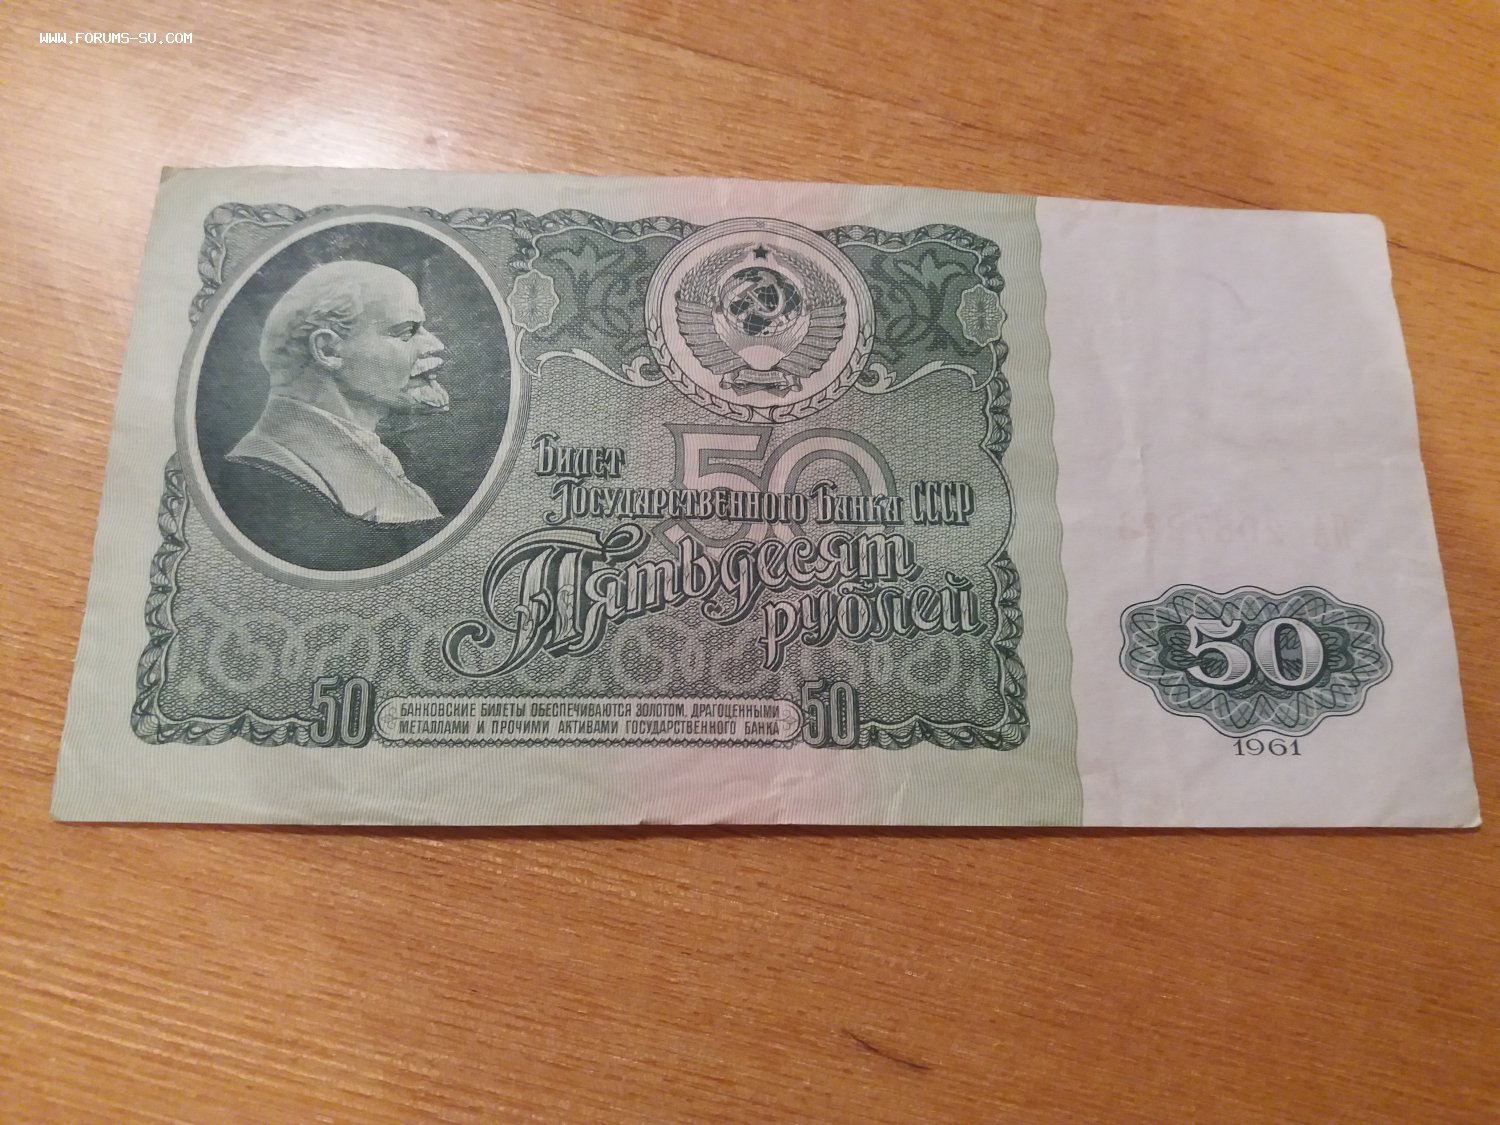 WWW.FORUMS-SU.COM
Билет
Государственного Банка СССР
50
Пятьдесят
рублей
50
БАНКОВСКИЕ БИЛЕТЫ ОБЕСПЕЧИВАЮТСЯ ЗОЛОТОМ, ДРАГОЦЕННЫМИ
МЕТАЛЛАМИ И ПРОЧИМИ АКТИВАМИ ГОСУДАРСТВЕННОГО БАНКА
50
50
1961